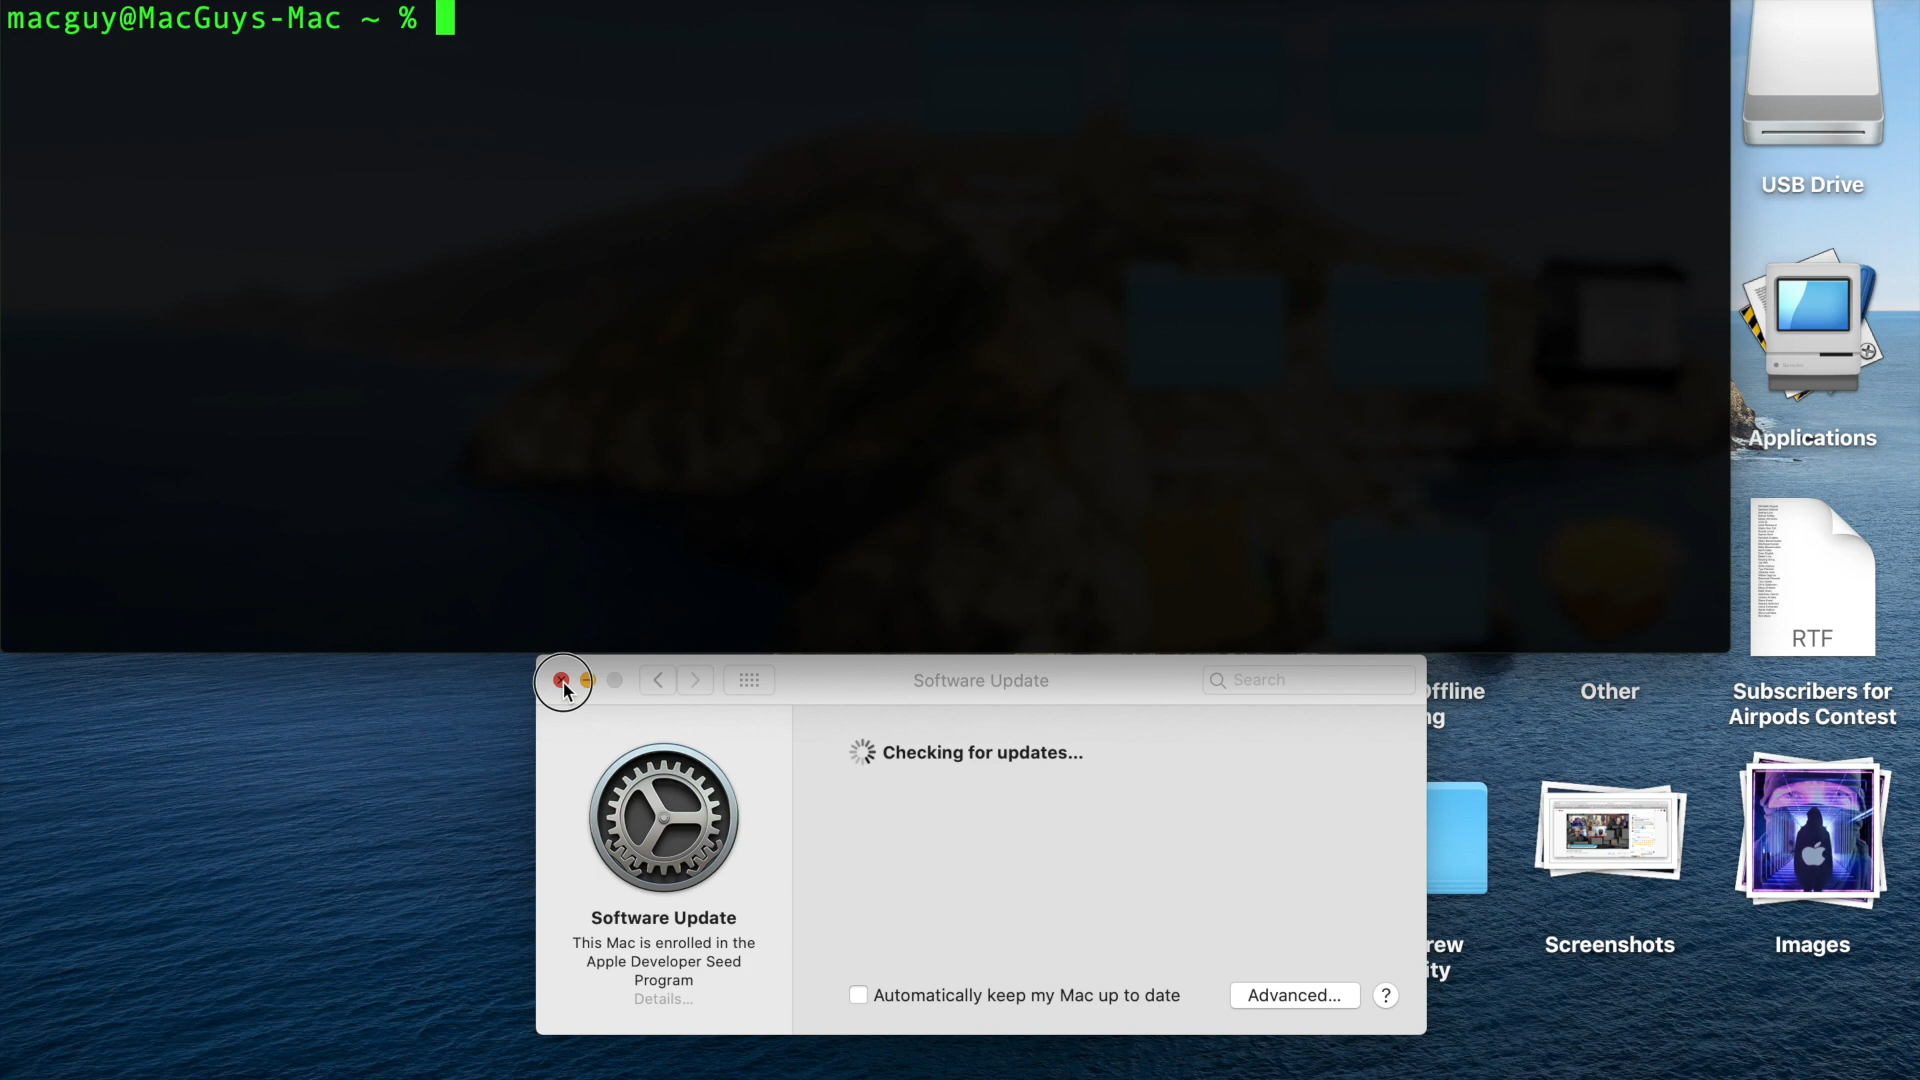 macguy@MacGuys-Mac ~ %
USB Drive
Applications
RTF
Subscribers for
Airpods Contest
Software Update
Search
ffline
ng
Other
Checking for updates...
Software Update
This Mac is enrolled in the
Apple Developer Seed
Program
Details...
Automatically keep my Mac up to date
Advanced...
?
rew
ity
Screenshots
Images